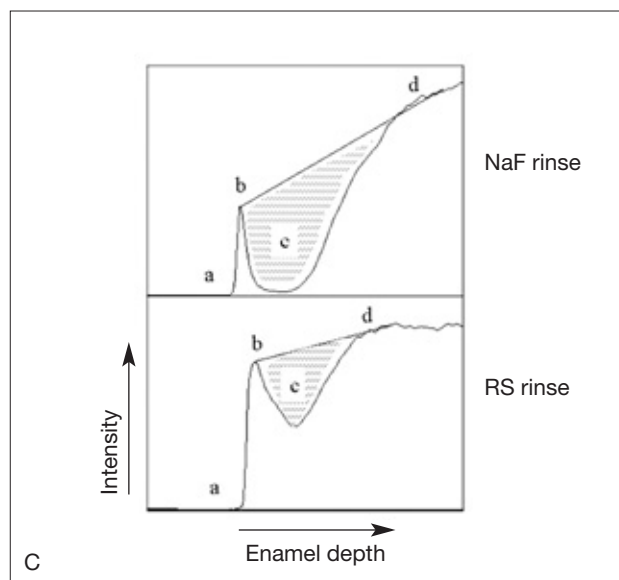 d
b
NaF rinse
c
a
d
b
RS rinse
c
a
Intensity
Enamel depth
C